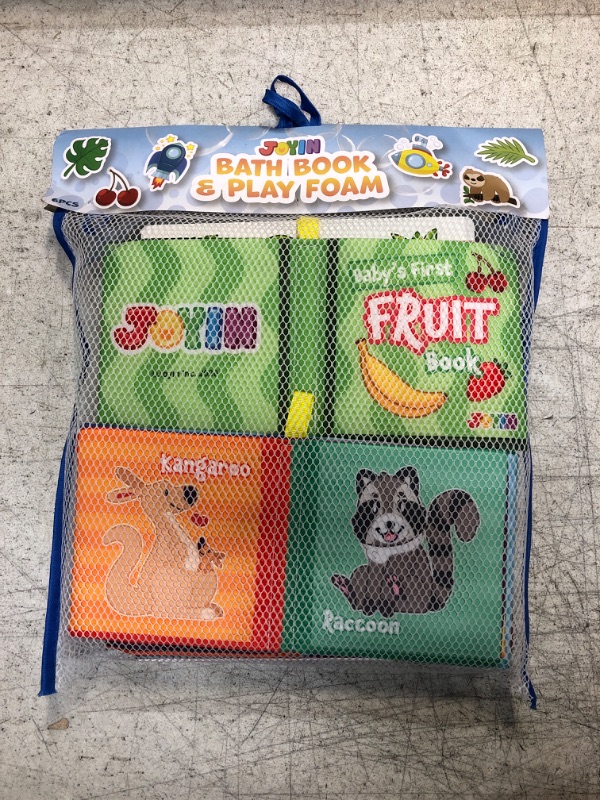 JOYIN
BATH BOOK
& PLAY FOAM
6PCS
JOYIN
Baby's First
FRUIT
Book
JOYIN
Kangaroo
Raccoon